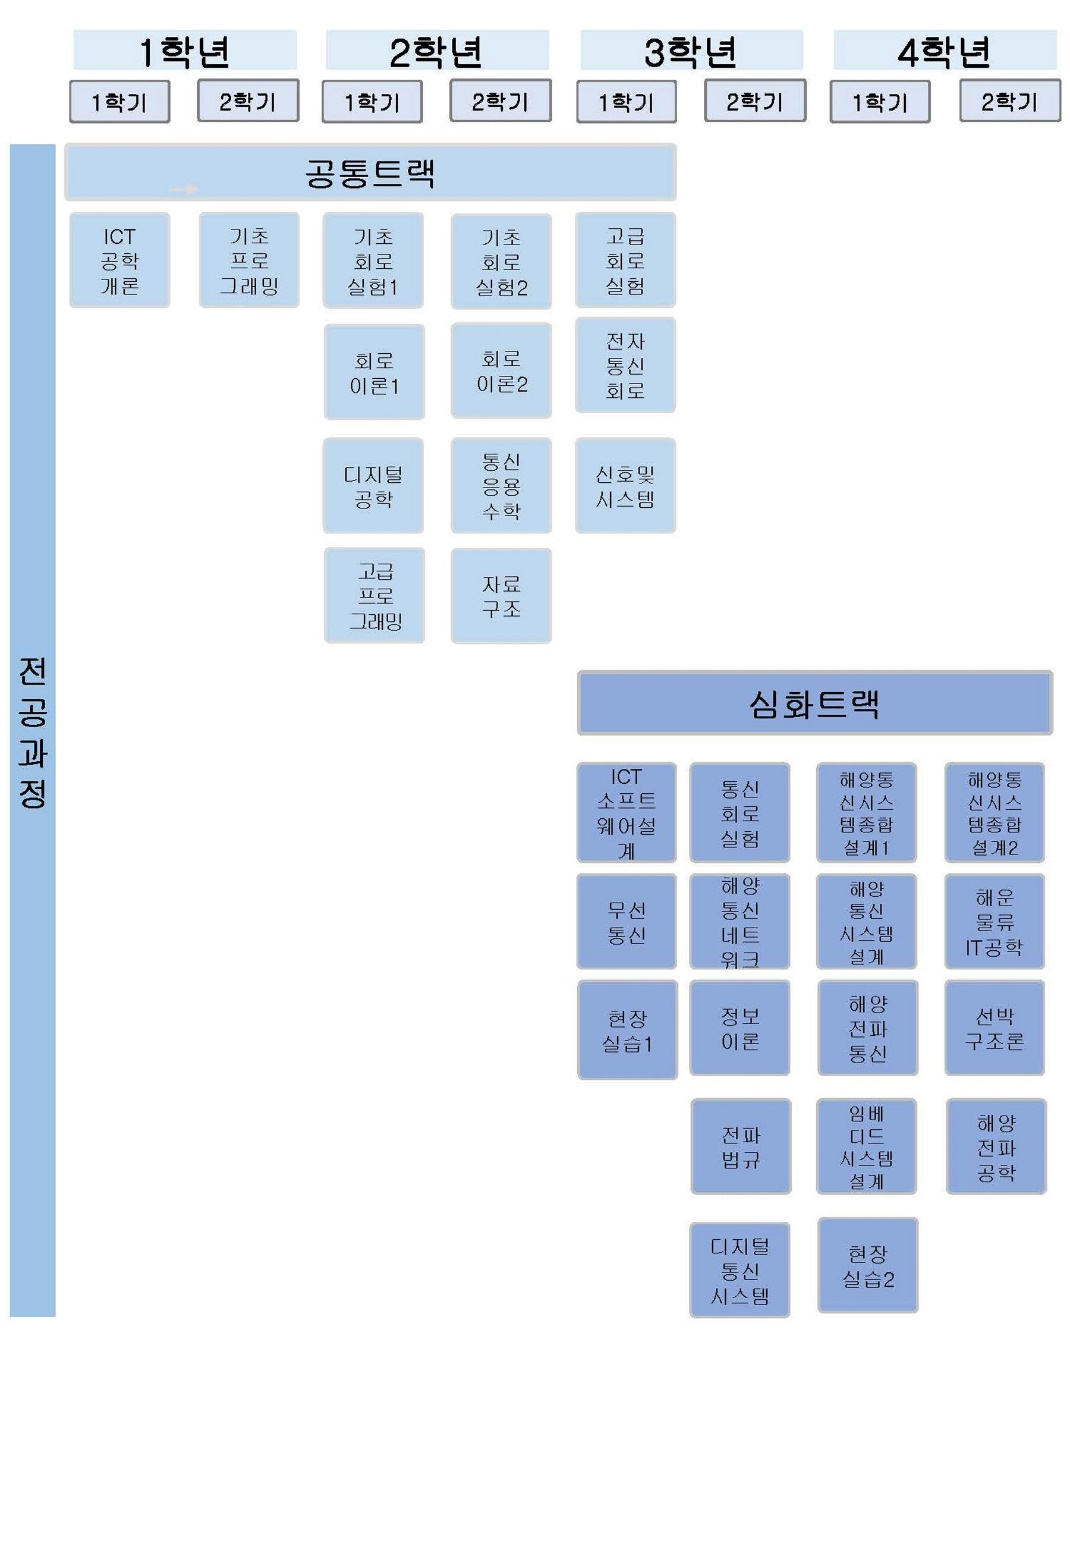 1학년
2학년
3학년
4학년
1학기
2학기
1학기
2학기
1학기
2학기
1학기
2학기
전
공
과
정
공통트랙
ICT
공학
개론
기초
프로
그래밍
기초
회로
실험1
기초
회로
실험2
고급
회로
실험
회로
이론1
회로
이론2
전자
통신
회로
디지털
공학
통신
응용
수학
신호및
시스템
고급
프로
그래밍
자료
구조
심화트랙
ICT
소프트
웨어설
계
통신
회로
실험
해양통
신시스
템종합
설계1
해양통
신시스
템종합
설계2
무선
통신
해양
통신
네트
워크
해양
통신
시스템
설계
해운
물류
IT공학
현장
실습1
정보
이론
해양
전파
통신
선박
구조론
전파
법규
임베
디드
시스템
설계
해양
전파
공학
디지털
통신
시스템
현장
실습2